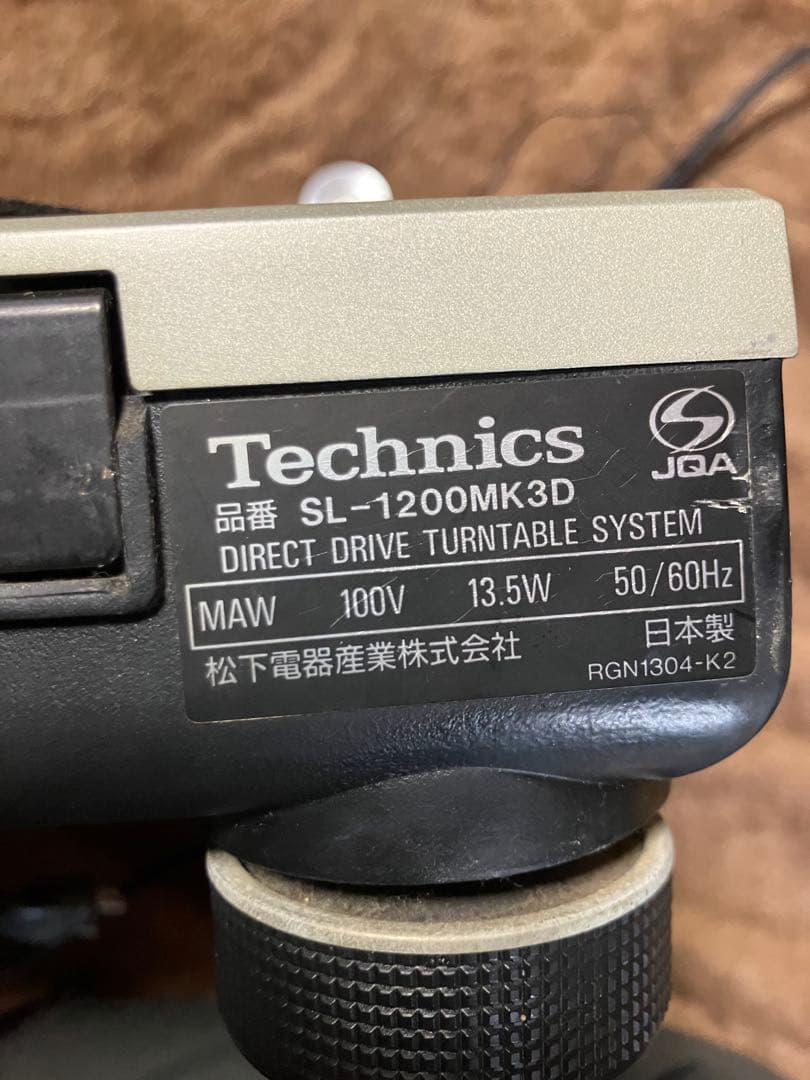 Technics
JQA
品番 SL-1200MK3D
DIRECT DRIVE TURNTABLE SYSTEM
MAW 100V 13.5W 50/60Hz
松下電器産業株式会社 日本製
RGN1304-K2